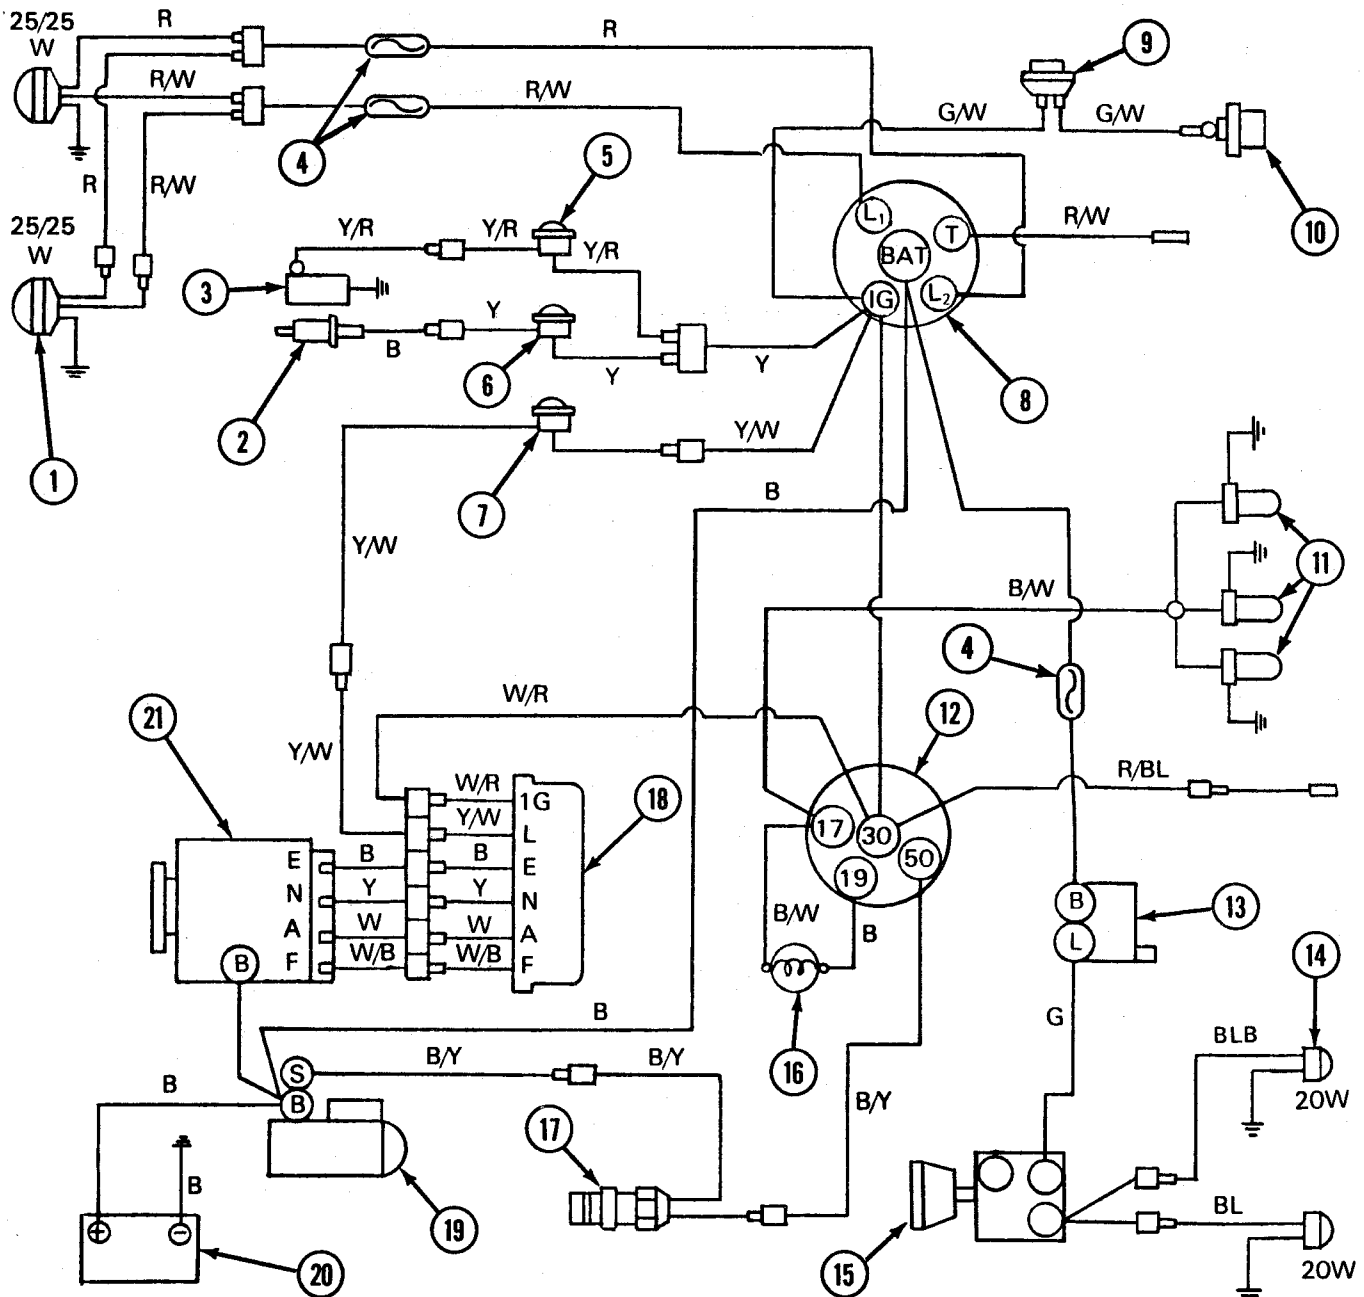 25/25
W
R
R
9
R/W
R/W
G/W
G/W
4
5
R
R/W
10
25/25
W
Y/R
Y/R
Y/R
L1
T
R/W
BAT
3
IG
L2
Y
B
Y
Y
6
8
2
Y/W
1
7
B
Y/W
11
B/W
4
W/R
12
21
Y/W
R/BL
W/R
1G
18
Y/W
L
17
30
50
19
E
B
B
E
N
Y
Y
N
B
13
A
W
W
A
B/W
B
L
F
W/B
W/B
F
B
14
B
G
BLB
S
B/Y
B/Y
16
B
B
B/Y
20W
17
B
19
BL
+
-
20
15
20W